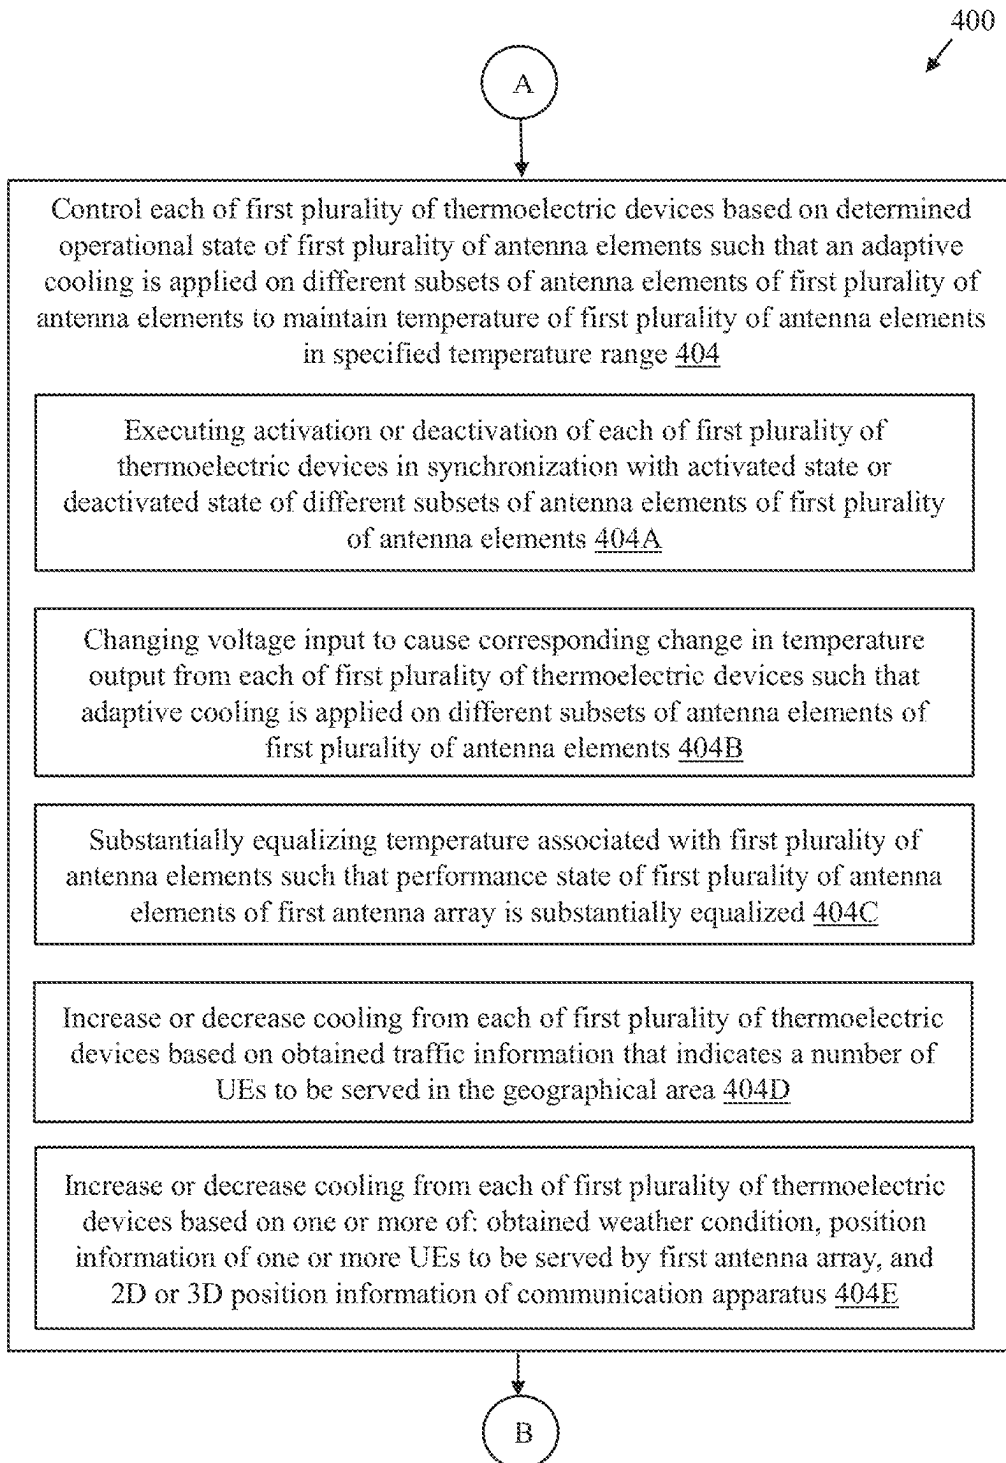 400
A
Control each of first plurality of thermoelectric devices based on determined
operational state of first plurality of antenna elements such that an adaptive
cooling is applied on different subsets of antenna elements of first plurality of
antenna elements to maintain temperature of first plurality of antenna elements
in specified temperature range 404
Executing activation or deactivation of each of first plurality of
thermoelectric devices in synchronization with activated state or
deactivated state of different subsets of antenna elements of first plurality
of antenna elements 404A
Changing voltage input to cause corresponding change in temperature
output from each of first plurality of thermoelectric devices such that
adaptive cooling is applied on different subsets of antenna elements of
first plurality of antenna elements 404B
Substantially equalizing temperature associated with first plurality of
antenna elements such that performance state of first plurality of antenna
elements of first antenna array is substantially equalized 404C
Increase or decrease cooling from each of first plurality of thermoelectric
devices based on obtained traffic information that indicates a number of
UEs to be served in the geographical area 404D
Increase or decrease cooling from each of first plurality of thermoelectric
devices based on one or more of: obtained weather condition, position
information of one or more UEs to be served by first antenna array, and
2D or 3D position information of communication apparatus 404E
B